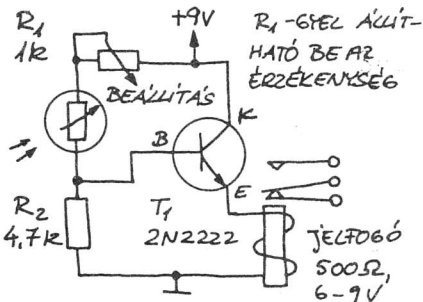 R₁
1k
+9V
R₁-GYEL ÁLLÍT-
HATÓ BE AZ
ÉRZÉKENYSÉG
BEÁLLÍTÁS
K
B
E
R₂
4,7k
T₁
2N2222
JELFOGÓ
500Ω,
6-9V